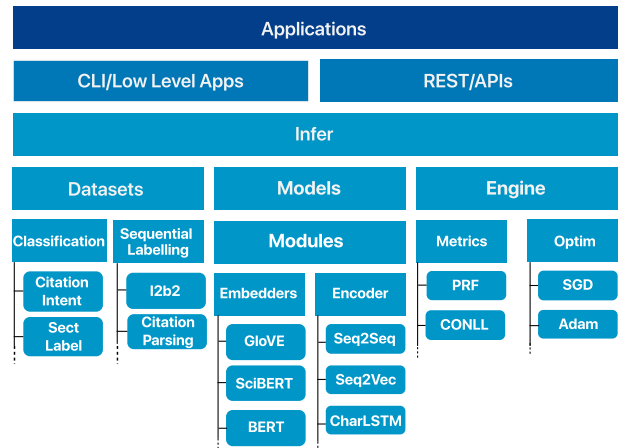 Applications
CLI/Low Level Apps
REST/APIs
Infer
Datasets
Models
Engine
Classification
Sequential
Labelling
Modules
Metrics
Optim
Citation
Intent
Sect
Label
I2b2
Citation
Parsing
Embedders
Encoder
GloVE
SciBERT
BERT
Seq2Seq
Seq2Vec
CharLSTM
PRF
CONLL
SGD
Adam